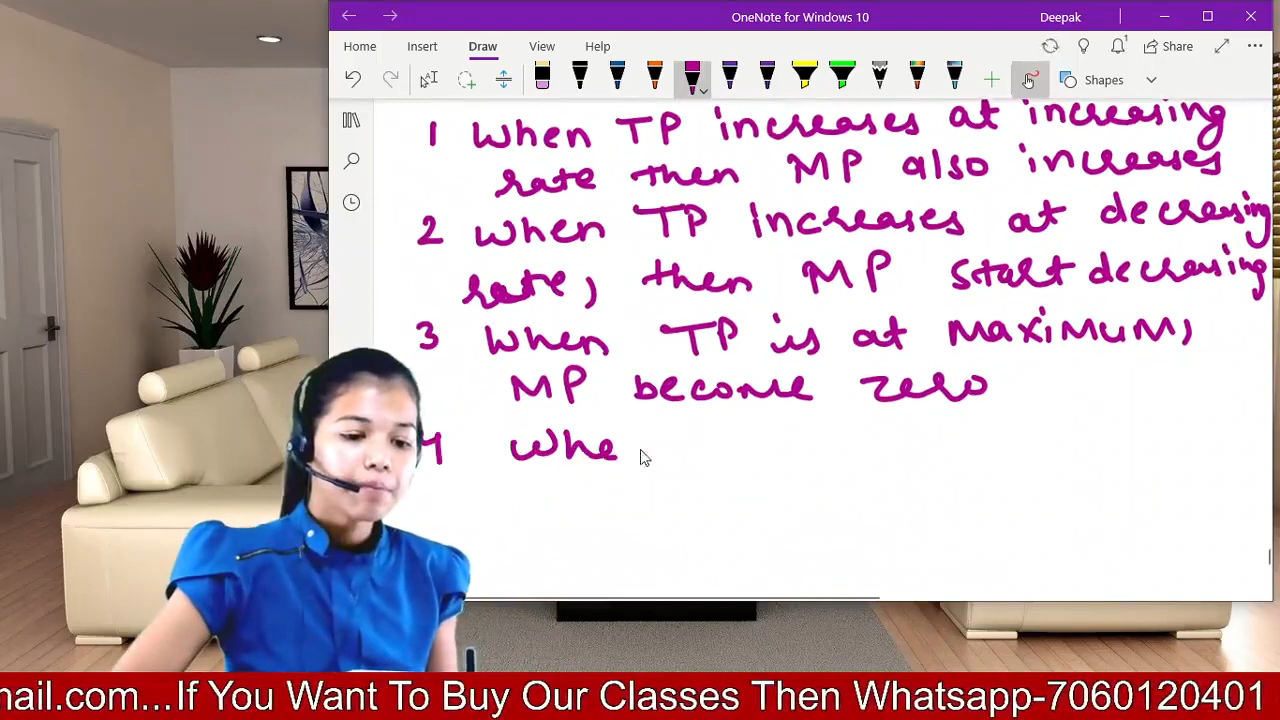 OneNote for Windows 10
Deepak
Home Insert Draw View Help
Share
Shapes
1 When TP increases at increasing
rate then MP also increases
2 When TP increases at decreasing
rate, then MP start decreasing
3 When TP is at maximum,
MP become zero
4 Whe
mail.com...If You Want To Buy Our Classes Then Whatsapp-7060120401